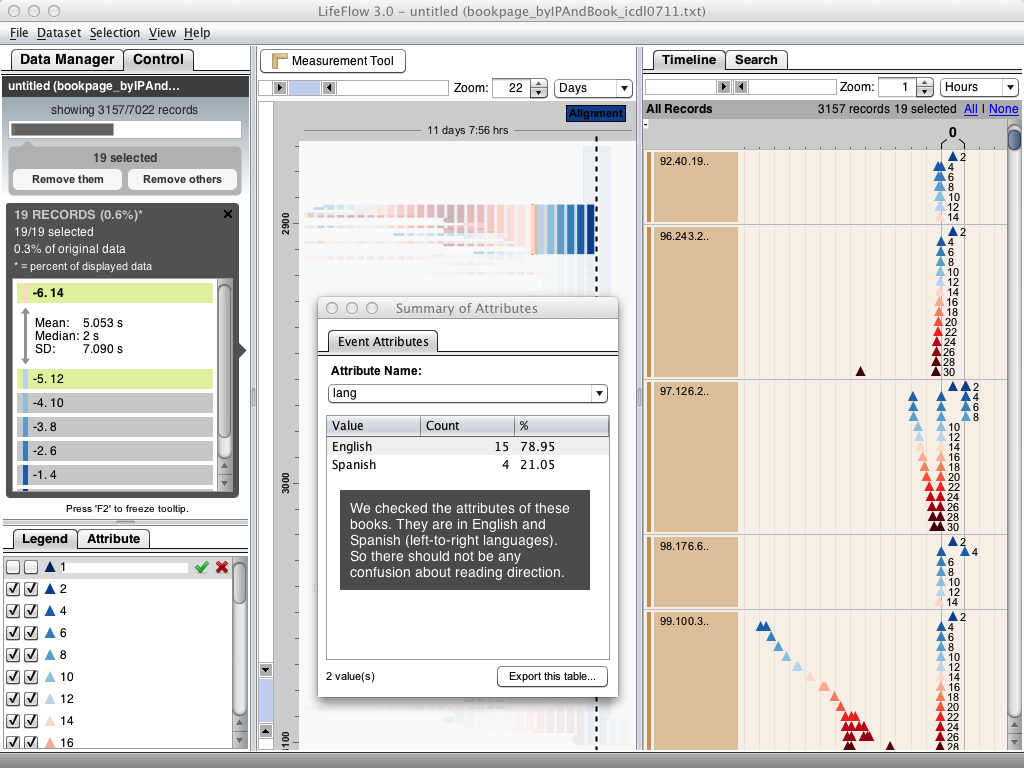 LifeFlow 3.0 – untitled (bookpage_byIPAndBook_icdl0711.txt)
File Dataset Selection View Help
Data Manager Control
untitled (bookpage_byIPAnd...
showing 3157/7022 records
19 selected
Remove them Remove others
19 RECORDS (0.6%)*
19/19 selected
0.3% of original data
* = percent of displayed data
-6. 14
Mean: 5.053 s
Median: 2 s
SD: 7.090 s
-5. 12
-4. 10
-3. 8
-2. 6
-1. 4
Press 'F2' to freeze tooltip.
Legend Attribute
1
2
4
6
8
10
12
14
16
Measurement Tool
Zoom: 22 Days
Alignment
11 days 7:56 hrs
2900
3000
3100
Summary of Attributes
Event Attributes
Attribute Name:
lang
Value Count %
English 15 78.95
Spanish 4 21.05
We checked the attributes of these
books. They are in English and
Spanish (left-to-right languages).
So there should not be any
confusion about reading direction.
2 value(s) Export this table...
Timeline Search
Zoom: 1 Hours
All Records 3157 records 19 selected All | None
0
92.40.19..
2
4
6
8
10
12
14
96.243.2..
2
4
6
8
10
12
14
16
18
20
22
24
26
28
30
97.126.2..
2
4
6
8
10
12
14
16
18
20
22
24
26
28
30
98.176.6..
2
4
6
8
10
12
14
99.100.3..
2
4
6
8
10
12
14
16
18
20
22
24
26
28